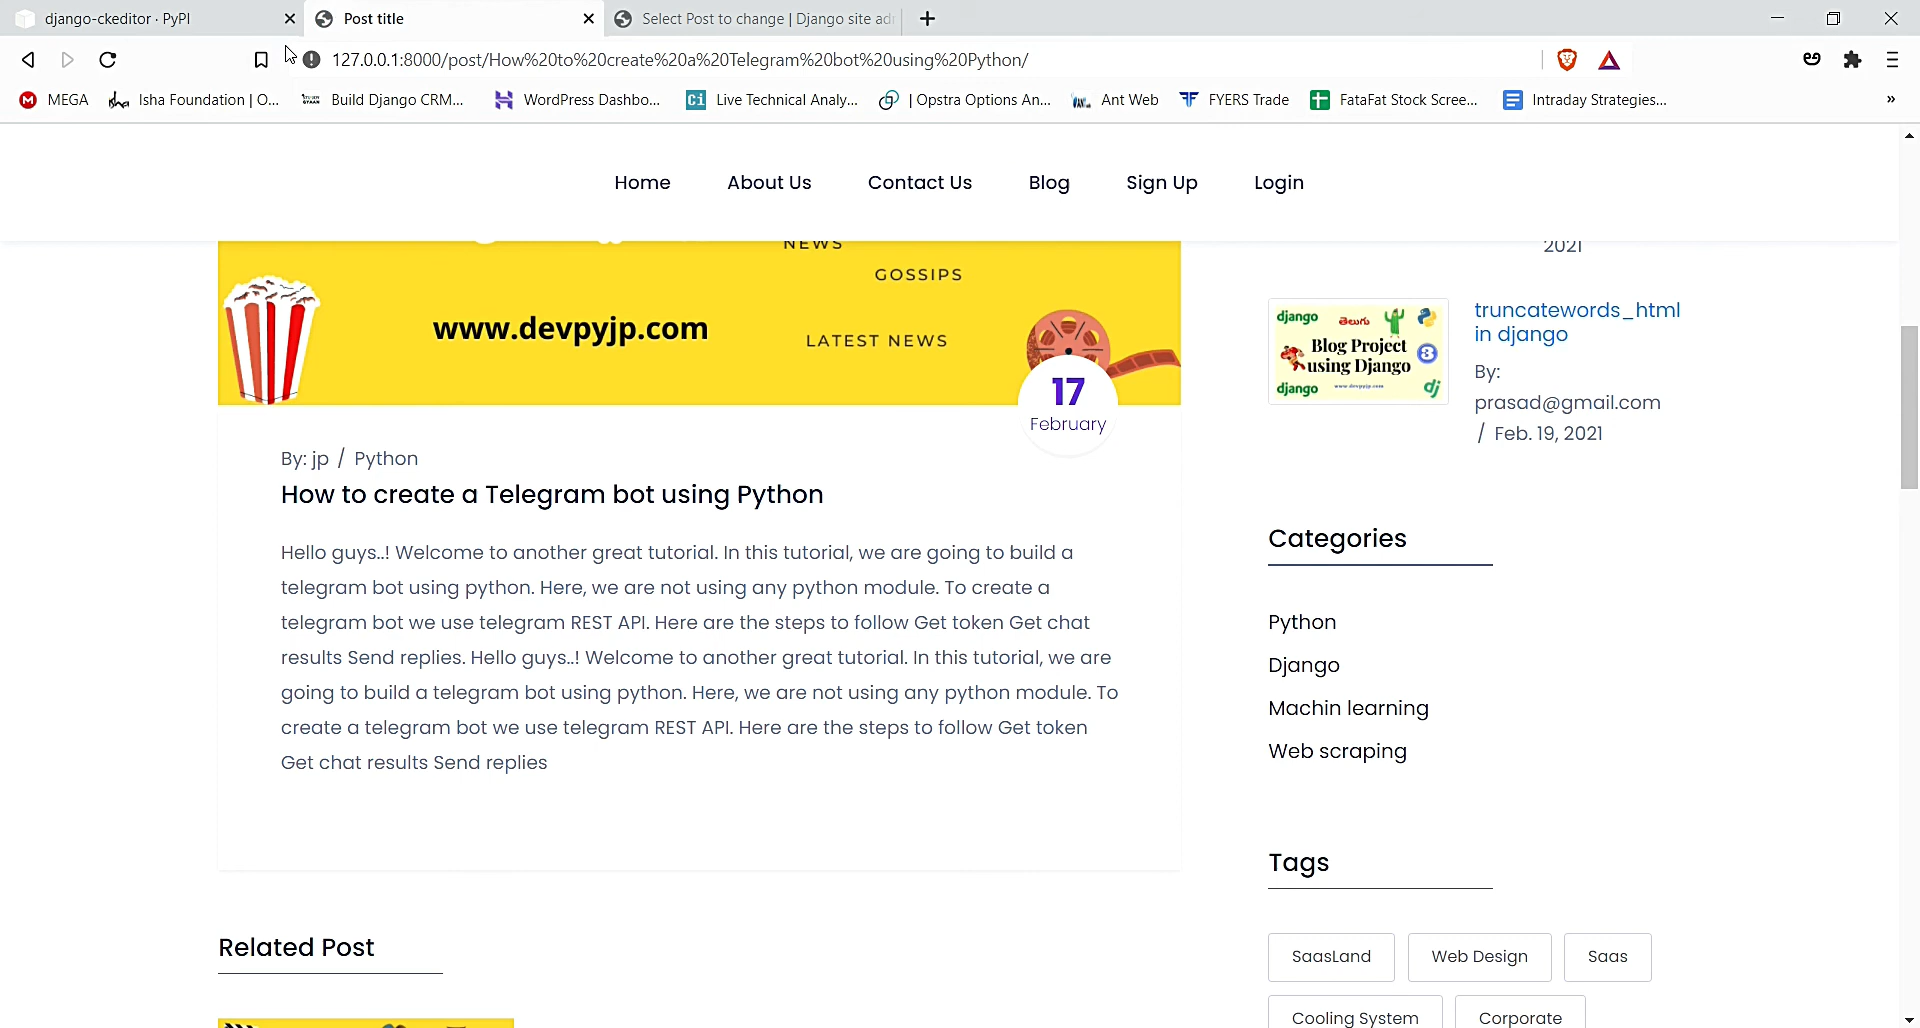 django-ckeditor · PyPI
Post title
Select Post to change | Django site adr
127.0.0.1:8000/post/How%20to%20create%20a%20Telegram%20bot%20using%20Python/
MEGA
Isha Foundation | O...
Build Django CRM...
WordPress Dashbo...
Live Technical Analy...
| Opstra Options An...
Ant Web
FYERS Trade
FataFat Stock Scree...
Intraday Strategies...
»
Home
About Us
Contact Us
Blog
Sign Up
Login
NEWS
GOSSIPS
www.devpyjp.com
LATEST NEWS
17
February
By: jp / Python
How to create a Telegram bot using Python
Hello guys..! Welcome to another great tutorial. In this tutorial, we are going to build a
telegram bot using python. Here, we are not using any python module. To create a
telegram bot we use telegram REST API. Here are the steps to follow Get token Get chat
results Send replies. Hello guys..! Welcome to another great tutorial. In this tutorial, we are
going to build a telegram bot using python. Here, we are not using any python module. To
create a telegram bot we use telegram REST API. Here are the steps to follow Get token
Get chat results Send replies
Related Post
2021
django
తెలుగు
Blog Project
using Django
3
www.devpyjp.com
django
dj
truncatewords_html
in django
By:
prasad@gmail.com
/ Feb. 19, 2021
Categories
Python
Django
Machin learning
Web scraping
Tags
SaasLand
Web Design
Saas
Cooling System
Corporate